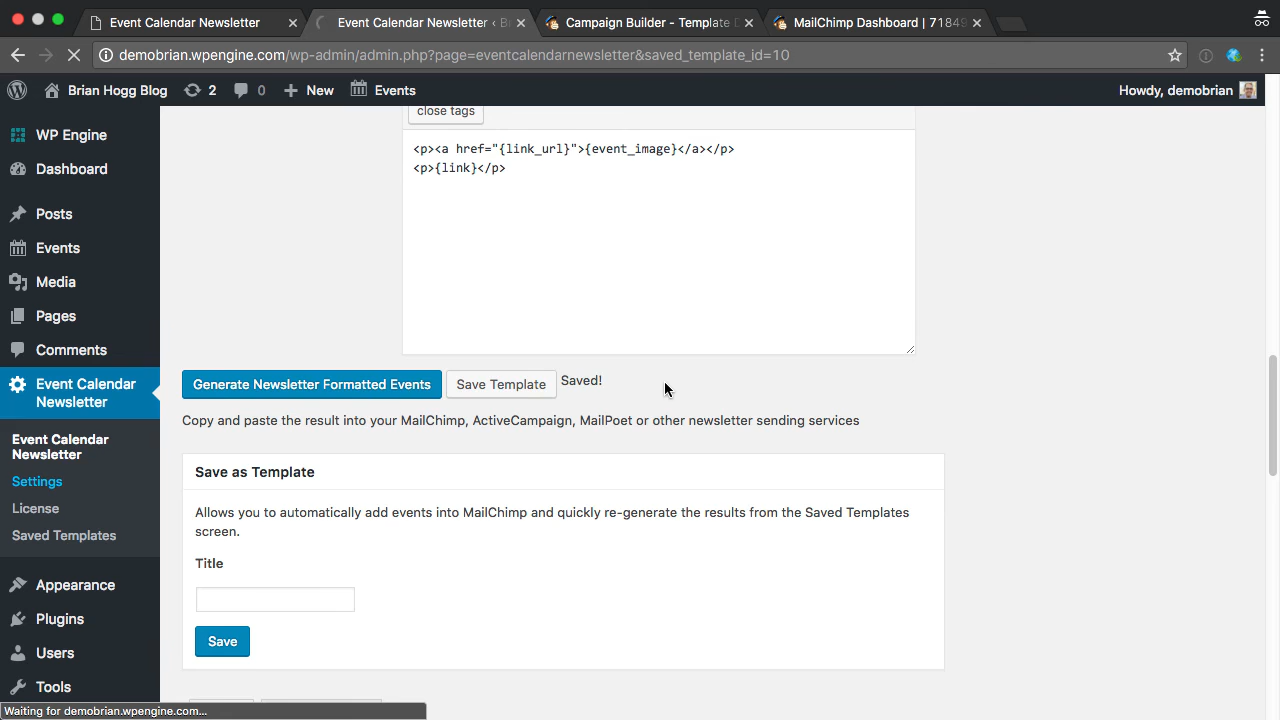 Event Calendar Newsletter
Event Calendar Newsletter ‹ B
Campaign Builder - Template D
MailChimp Dashboard | 71849
demobrian.wpengine.com/wp-admin/admin.php?page=eventcalendarnewsletter&saved_template_id=10
Brian Hogg Blog
2
0
New
Events
Howdy, demobrian
WP Engine
Dashboard
Posts
Events
Media
Pages
Comments
Event Calendar
Newsletter
Event Calendar
Newsletter
Settings
License
Saved Templates
Appearance
Plugins
Users
Tools
close tags
<p><a href="{link_url}">{event_image}</a></p>
<p>{link}</p>
Generate Newsletter Formatted Events
Save Template
Saved!
Copy and paste the result into your MailChimp, ActiveCampaign, MailPoet or other newsletter sending services
Save as Template
Allows you to automatically add events into MailChimp and quickly re-generate the results from the Saved Templates
screen.
Title
Save
Waiting for demobrian.wpengine.com...